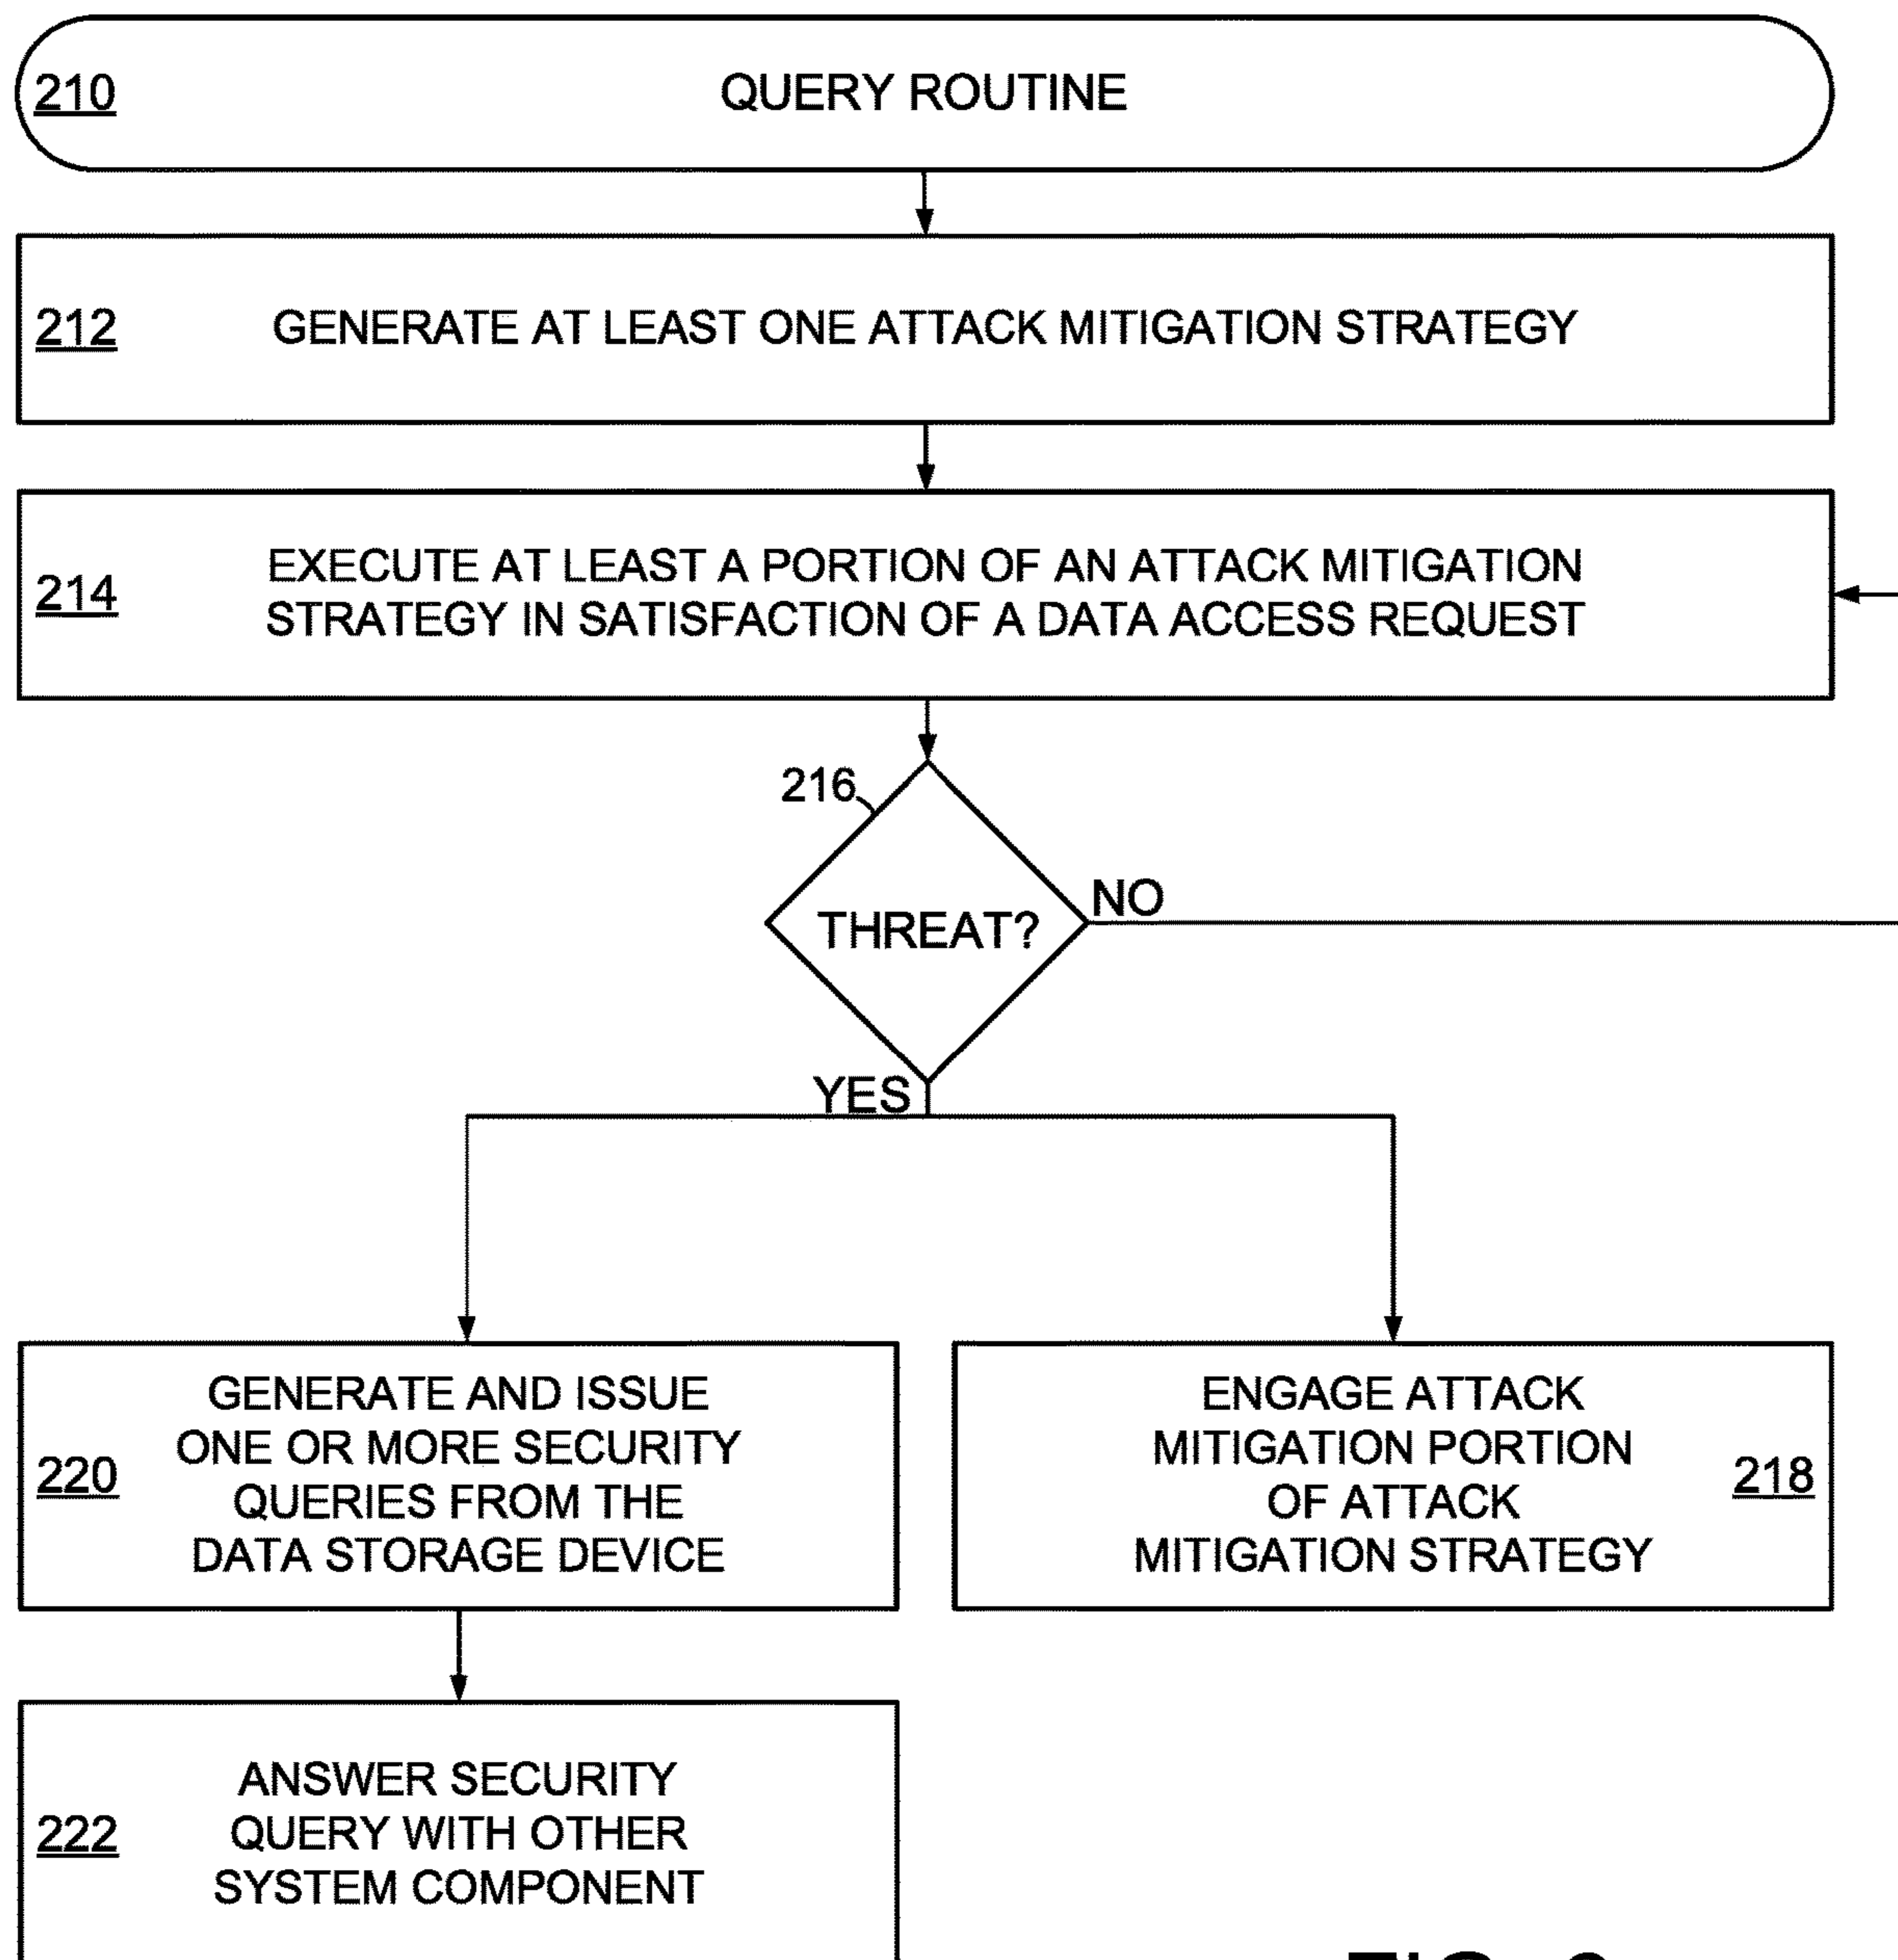 210
QUERY ROUTINE
212
GENERATE AT LEAST ONE ATTACK MITIGATION STRATEGY
214
EXECUTE AT LEAST A PORTION OF AN ATTACK MITIGATION
STRATEGY IN SATISFACTION OF A DATA ACCESS REQUEST
216
THREAT?
NO
YES
220
GENERATE AND ISSUE
ONE OR MORE SECURITY
QUERIES FROM THE
DATA STORAGE DEVICE
ENGAGE ATTACK
MITIGATION PORTION
OF ATTACK
MITIGATION STRATEGY
218
222
ANSWER SECURITY
QUERY WITH OTHER
SYSTEM COMPONENT